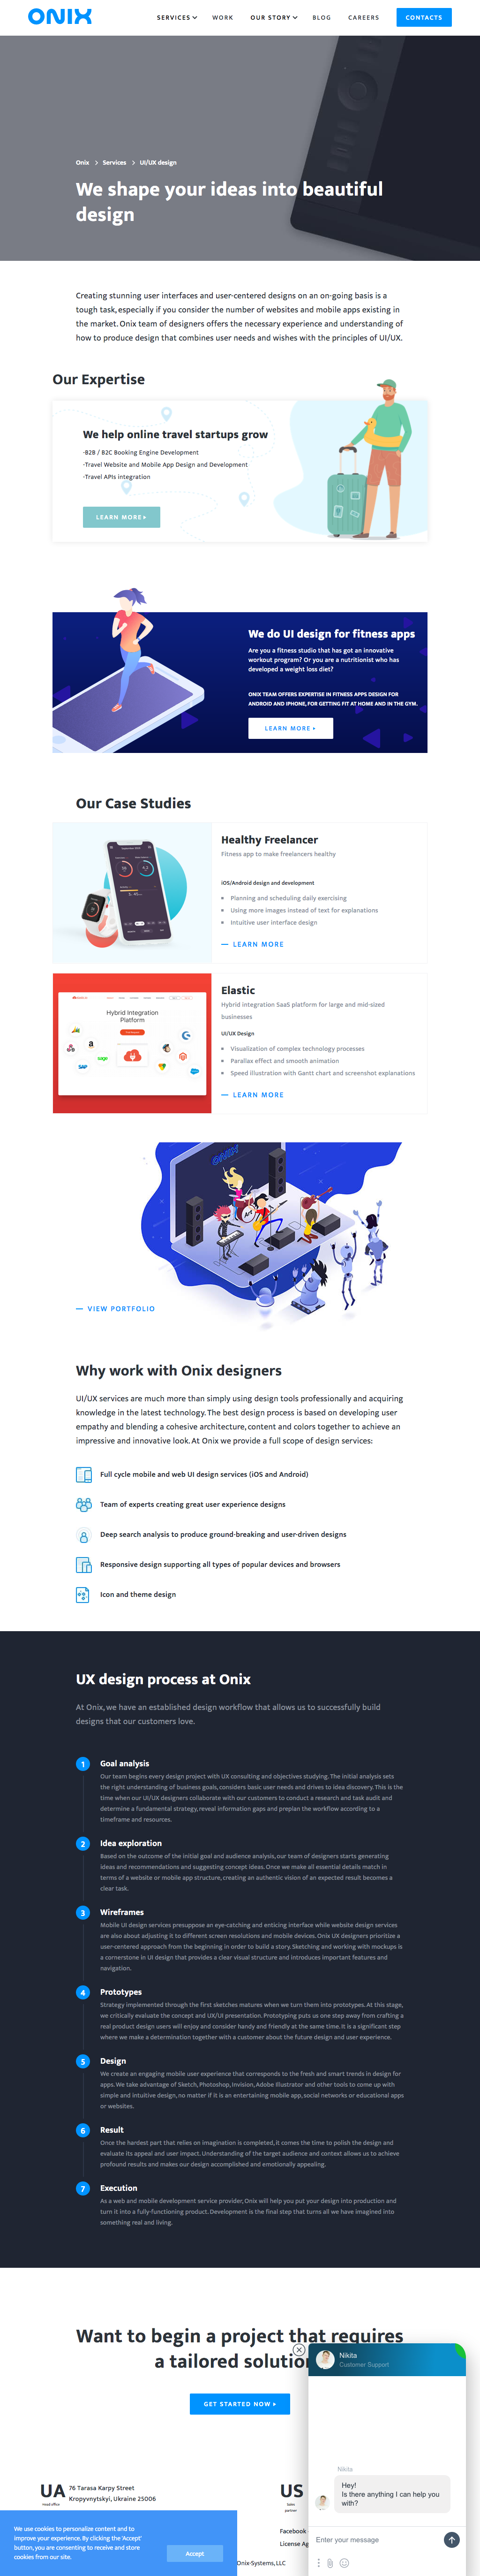 ONIX
SERVICES
WORK
OUR STORY
BLOG
CAREERS
CONTACTS
Onix > Services > UI/UX design
We shape your ideas into beautiful
design
Creating stunning user interfaces and user-centered designs on an on-going basis is a
tough task, especially if you consider the number of websites and mobile apps existing in
the market. Onix team of designers offers the necessary experience and understanding of
how to produce design that combines user needs and wishes with the principles of UI/UX.
Our Expertise
We help online travel startups grow
-B2B / B2C Booking Engine Development
-Travel Website and Mobile App Design and Development
-Travel APIs integration
LEARN MORE
We do UI design for fitness apps
Are you a fitness studio that has got an innovative
workout program? Or you are a nutritionist who has
developed a weight loss diet?
ONIX TEAM OFFERS EXPERTISE IN FITNESS APPS DESIGN FOR
ANDROID AND IPHONE, FOR GETTING FIT AT HOME AND IN THE GYM.
LEARN MORE
Our Case Studies
Healthy Freelancer
Fitness app to make freelancers healthy
iOS/Android design and development
Planning and scheduling daily exercising
Using more images instead of text for explanations
Intuitive user interface design
LEARN MORE
Hybrid Integration
Platform
SAP
sage
Elastic
Hybrid integration SaaS platform for large and mid-sized
businesses
UI/UX Design
Visualization of complex technology processes
Parallax effect and smooth animation
Speed illustration with Gantt chart and screenshot explanations
LEARN MORE
ONIX
VIEW PORTFOLIO
Why work with Onix designers
UI/UX services are much more than simply using design tools professionally and acquiring
knowledge in the latest technology. The best design process is based on developing user
empathy and blending a cohesive architecture, content and colors together to achieve an
impressive and innovative look. At Onix we provide a full scope of design services:
Full cycle mobile and web UI design services (iOS and Android)
Team of experts creating great user experience designs
Deep search analysis to produce ground-breaking and user-driven designs
Responsive design supporting all types of popular devices and browsers
Icon and theme design
UX design process at Onix
At Onix, we have an established design workflow that allows us to successfully build
designs that our customers love.
1 Goal analysis
Our team begins every design project with UX consulting and objectives studying. The initial analysis sets
the right understanding of business goals, considers basic user needs and drives to idea discovery. This is the
time when our UI/UX designers collaborate with our customers to conduct a research and task audit and
determine a fundamental strategy, reveal information gaps and preplan the workflow according to a
timeframe and resources.
2 Idea exploration
Based on the outcome of the initial goal and audience analysis, our team of designers starts generating
ideas and recommendations and suggesting concept ideas. Once we make all essential details match in
terms of a website or mobile app structure, creating an authentic vision of an expected result becomes a
clear task.
3 Wireframes
Mobile UI design services presuppose an eye-catching and enticing interface while website design services
are also about adjusting it to different screen resolutions and mobile devices. Onix UX designers prioritize a
user-centered approach from the beginning in order to build a story. Sketching and working with mockups is
a cornerstone in UI design that provides a clear visual structure and introduces important features and
navigation.
4 Prototypes
Strategy implemented through the first sketches matures when we turn them into prototypes. At this stage,
we critically evaluate the concept and UX/UI presentation. Prototyping puts us one step away from crafting a
real product design users will enjoy and consider handy and friendly at the same time. It is a significant step
where we make a determination together with a customer about the future design and user experience.
5 Design
We create an engaging mobile user experience that corresponds to the fresh and smart trends in design for
apps. We take advantage of Sketch, Photoshop, Invision, Adobe Illustrator and other tools to come up with
simple and intuitive design, no matter if it is an entertaining mobile app, social networks or educational apps
or websites.
6 Result
Once the hardest part that relies on imagination is completed, it comes the time to polish the design and
evaluate its appeal and user impact. Understanding of the target audience and context allows us to achieve
profound results and makes our design accomplished and emotionally appealing.
7 Execution
As a web and mobile development service provider, Onix will help you put your design into production and
turn it into a fully-functioning product. Development is the final step that turns all we have imagined into
something real and living.
Want to begin a project that requires
a tailored solution
GET STARTED NOW
Nikita
Customer Support
Nikita
Hey!
Is there anything I can help you
with?
Enter your message
UA
Head office
76 Tarasa Karpy Street
Kropyvnytskyi, Ukraine 25006
US
Sales
partner
Facebook
License Ag
Onix-Systems, LLC
We use cookies to personalize content and to
improve your experience. By clicking the 'Accept'
button, you are consenting to receive and store
cookies from our site.
Accept